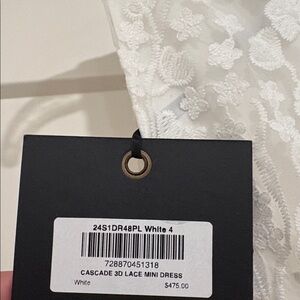 24S1DR48PL White 4
728870451318
CASCADE 3D LACE MINI DRESS
White
$475.00